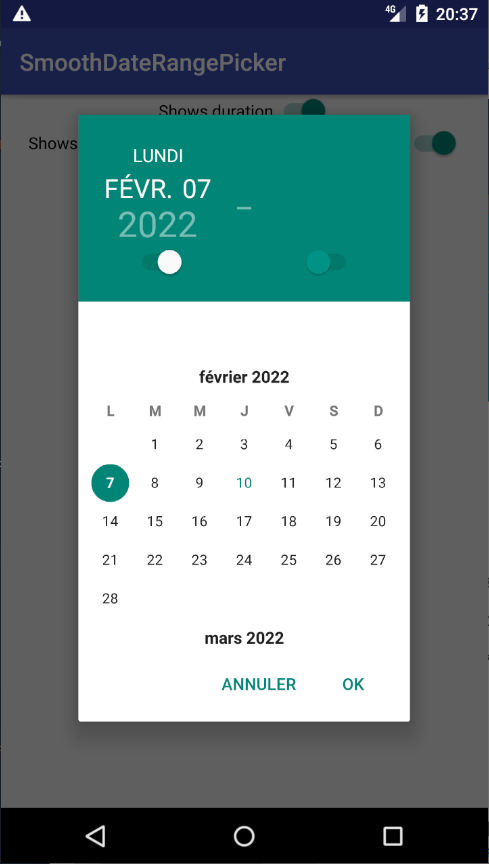 4G 20:37
SmoothDateRangePicker
Shows duration
Shows
LUNDI
FÉVR. 07
2022
–
février 2022
L M M J V S D
1 2 3 4 5 6
7 8 9 10 11 12 13
14 15 16 17 18 19 20
21 22 23 24 25 26 27
28
mars 2022
ANNULER OK